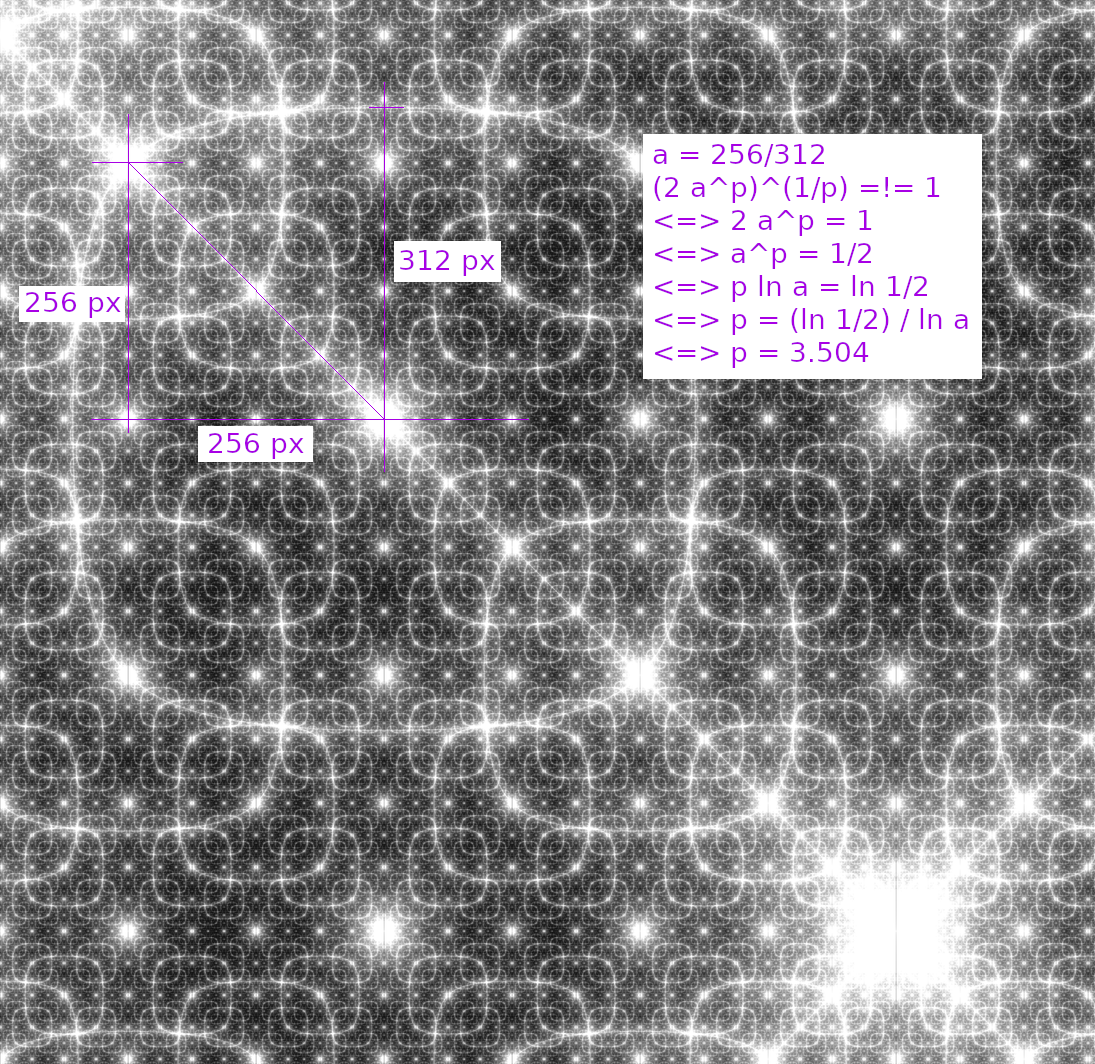 a = 256/312
(2 a^p)^(1/p) =!= 1
<=> 2 a^p = 1
<=> a^p = 1/2
<=> p ln a = ln 1/2
<=> p = (ln 1/2) / ln a
<=> p = 3.504
312 px
256 px
256 px